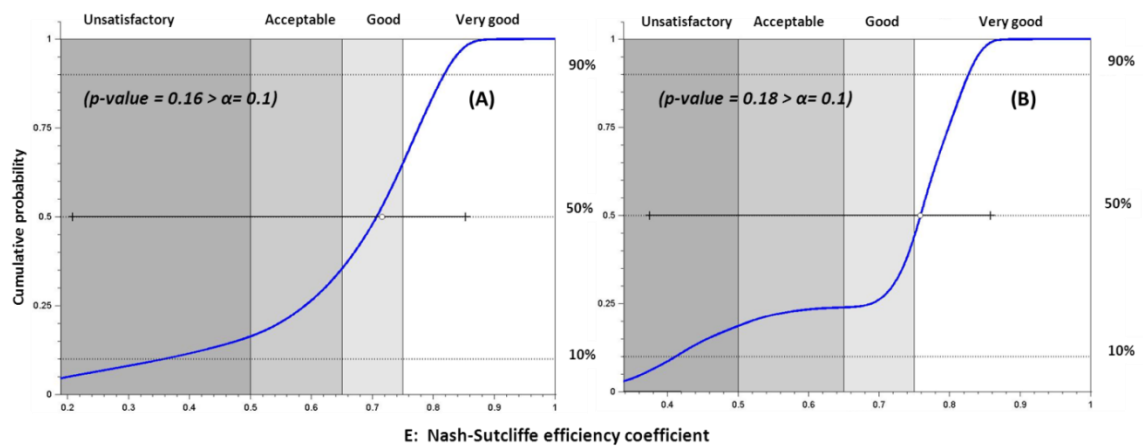 Unsatisfactory Acceptable Good Very good
1
90%
(p-value = 0.16 > α= 0.1)
(A)
0.75
0.5
50%
0.25
10%
0
0.2 0.3 0.4 0.5 0.6 0.7 0.8 0.9 1
Cumulative probability
Unsatisfactory Acceptable Good Very good
1
90%
(p-value = 0.18 > α= 0.1)
(B)
0.75
0.5
50%
0.25
10%
0
0.4 0.5 0.6 0.7 0.8 0.9 1
E: Nash-Sutcliffe efficiency coefficient